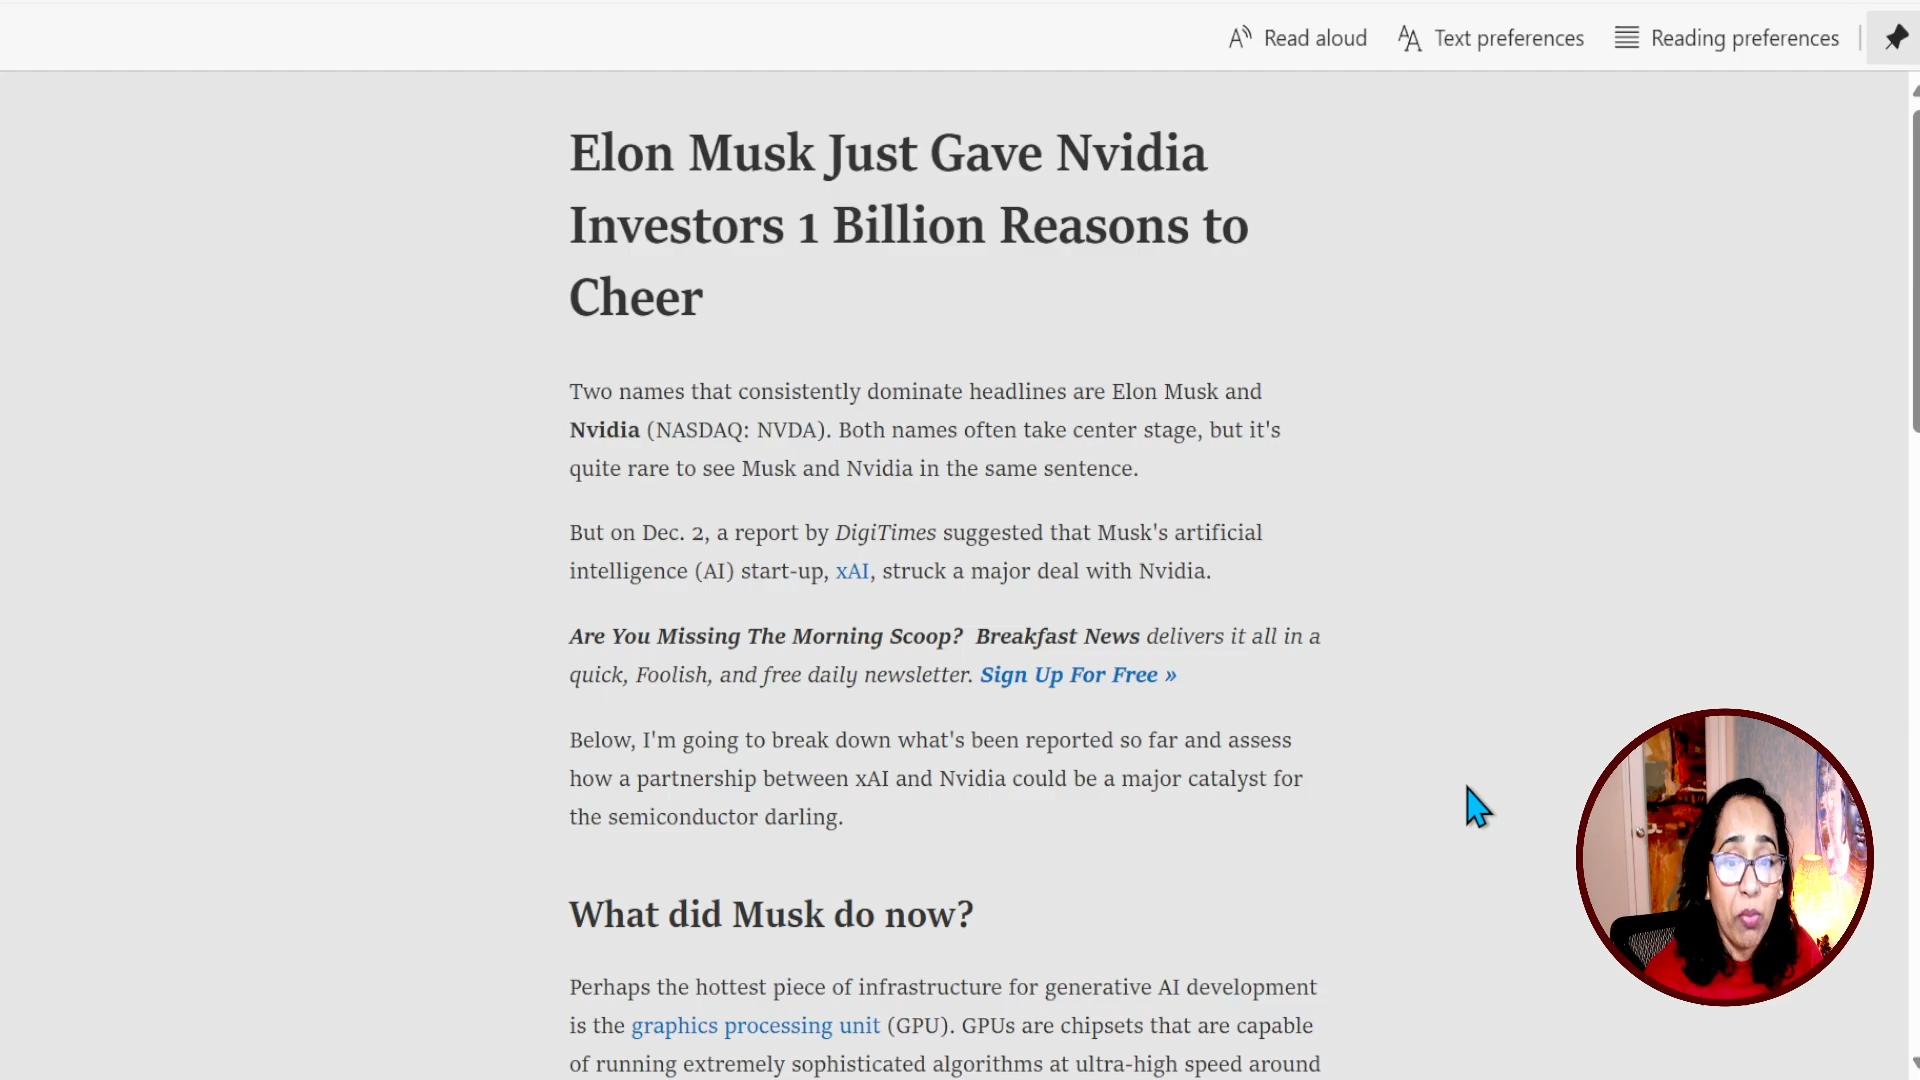 Read aloud
Text preferences
Reading preferences
Elon Musk Just Gave Nvidia
Investors 1 Billion Reasons to
Cheer
Two names that consistently dominate headlines are Elon Musk and
Nvidia (NASDAQ: NVDA). Both names often take center stage, but it's
quite rare to see Musk and Nvidia in the same sentence.
But on Dec. 2, a report by DigiTimes suggested that Musk's artificial
intelligence (AI) start-up, xAI, struck a major deal with Nvidia.
Are You Missing The Morning Scoop?  Breakfast News delivers it all in a
quick, Foolish, and free daily newsletter. Sign Up For Free »
Below, I'm going to break down what's been reported so far and assess
how a partnership between xAI and Nvidia could be a major catalyst for
the semiconductor darling.
What did Musk do now?
Perhaps the hottest piece of infrastructure for generative AI development
is the graphics processing unit (GPU). GPUs are chipsets that are capable
of running extremely sophisticated algorithms at ultra-high speed around